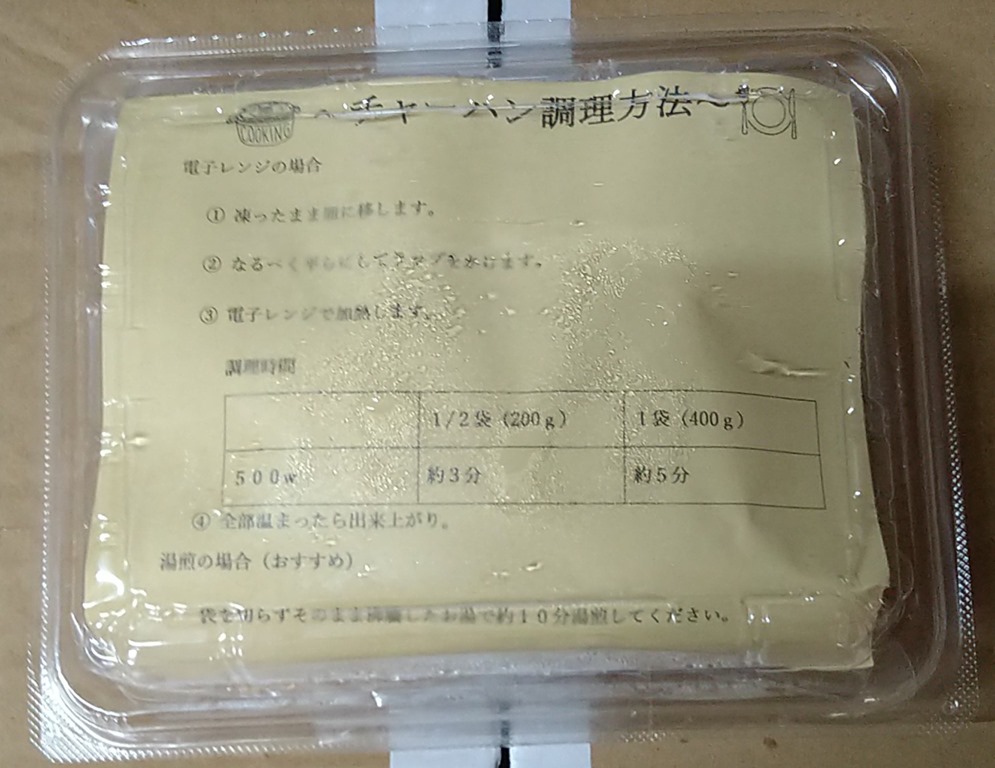 COOKING
~チャーハン調理方法~
電子レンジの場合
① 凍ったまま皿に移します。
② なるべく平らにしてラップをかけます。
③ 電子レンジで加熱します。
調理時間
1/2袋(200g) 1袋(400g)
500w 約3分 約5分
④ 全部温まったら出来上がり。
湯煎の場合(おすすめ)
袋を切らずそのまま沸騰したお湯で約10分湯煎してください。